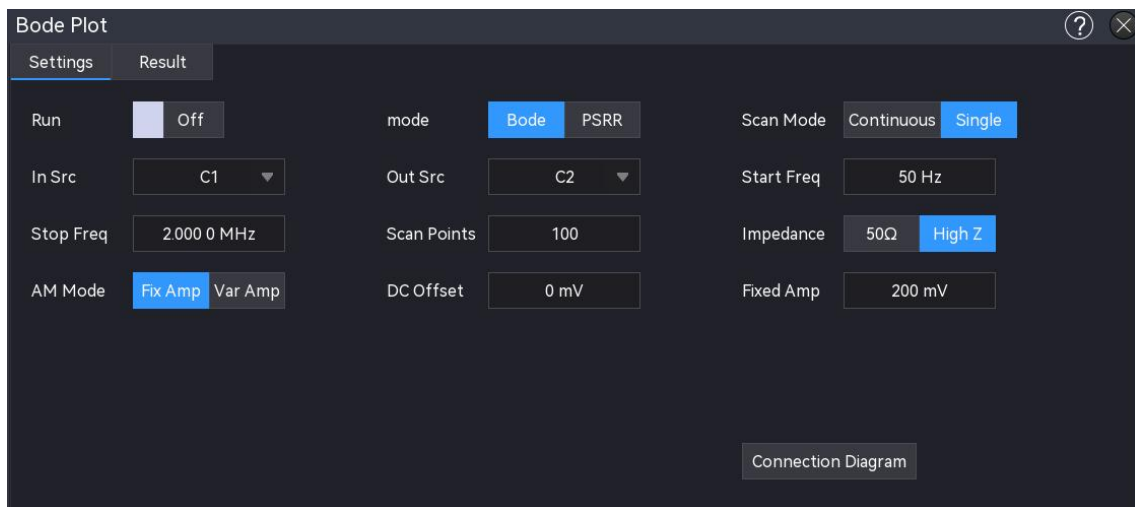 Bode Plot ?
Settings Result
Run Off mode Bode PSRR Scan Mode Continuous Single
In Src C1 Out Src C2 Start Freq 50 Hz
Stop Freq 2.000 0 MHz Scan Points 100 Impedance 50Ω High Z
AM Mode Fix Amp Var Amp DC Offset 0 mV Fixed Amp 200 mV
Connection Diagram